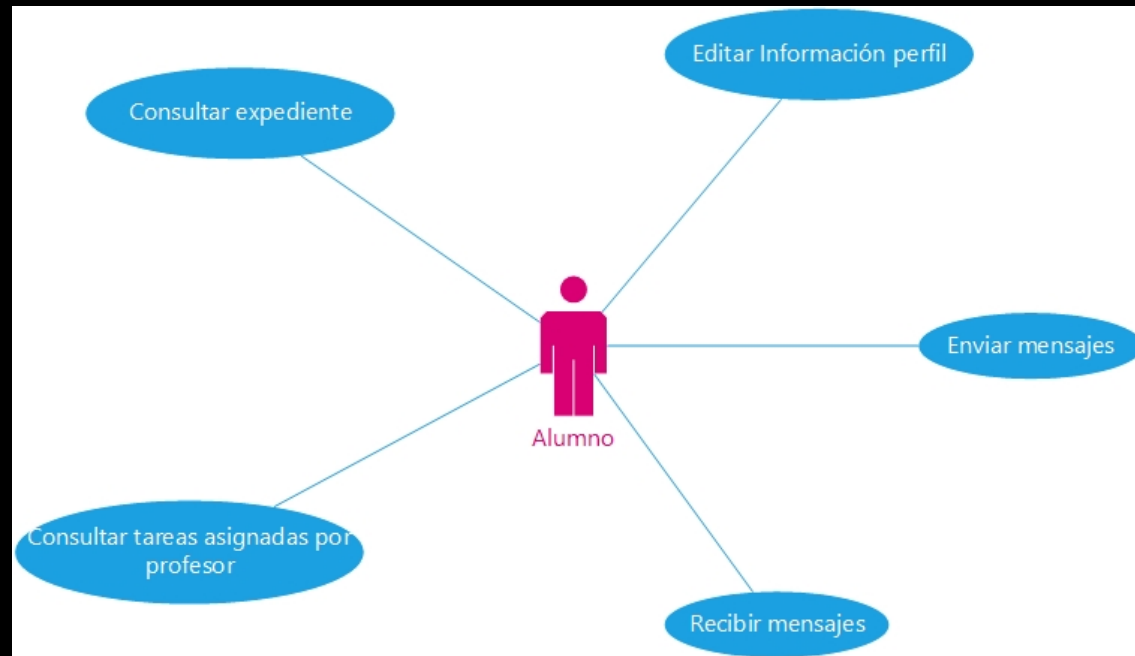 Editar Información perfil
Consultar expediente
Enviar mensajes
Alumno
Consultar tareas asignadas por
profesor
Recibir mensajes